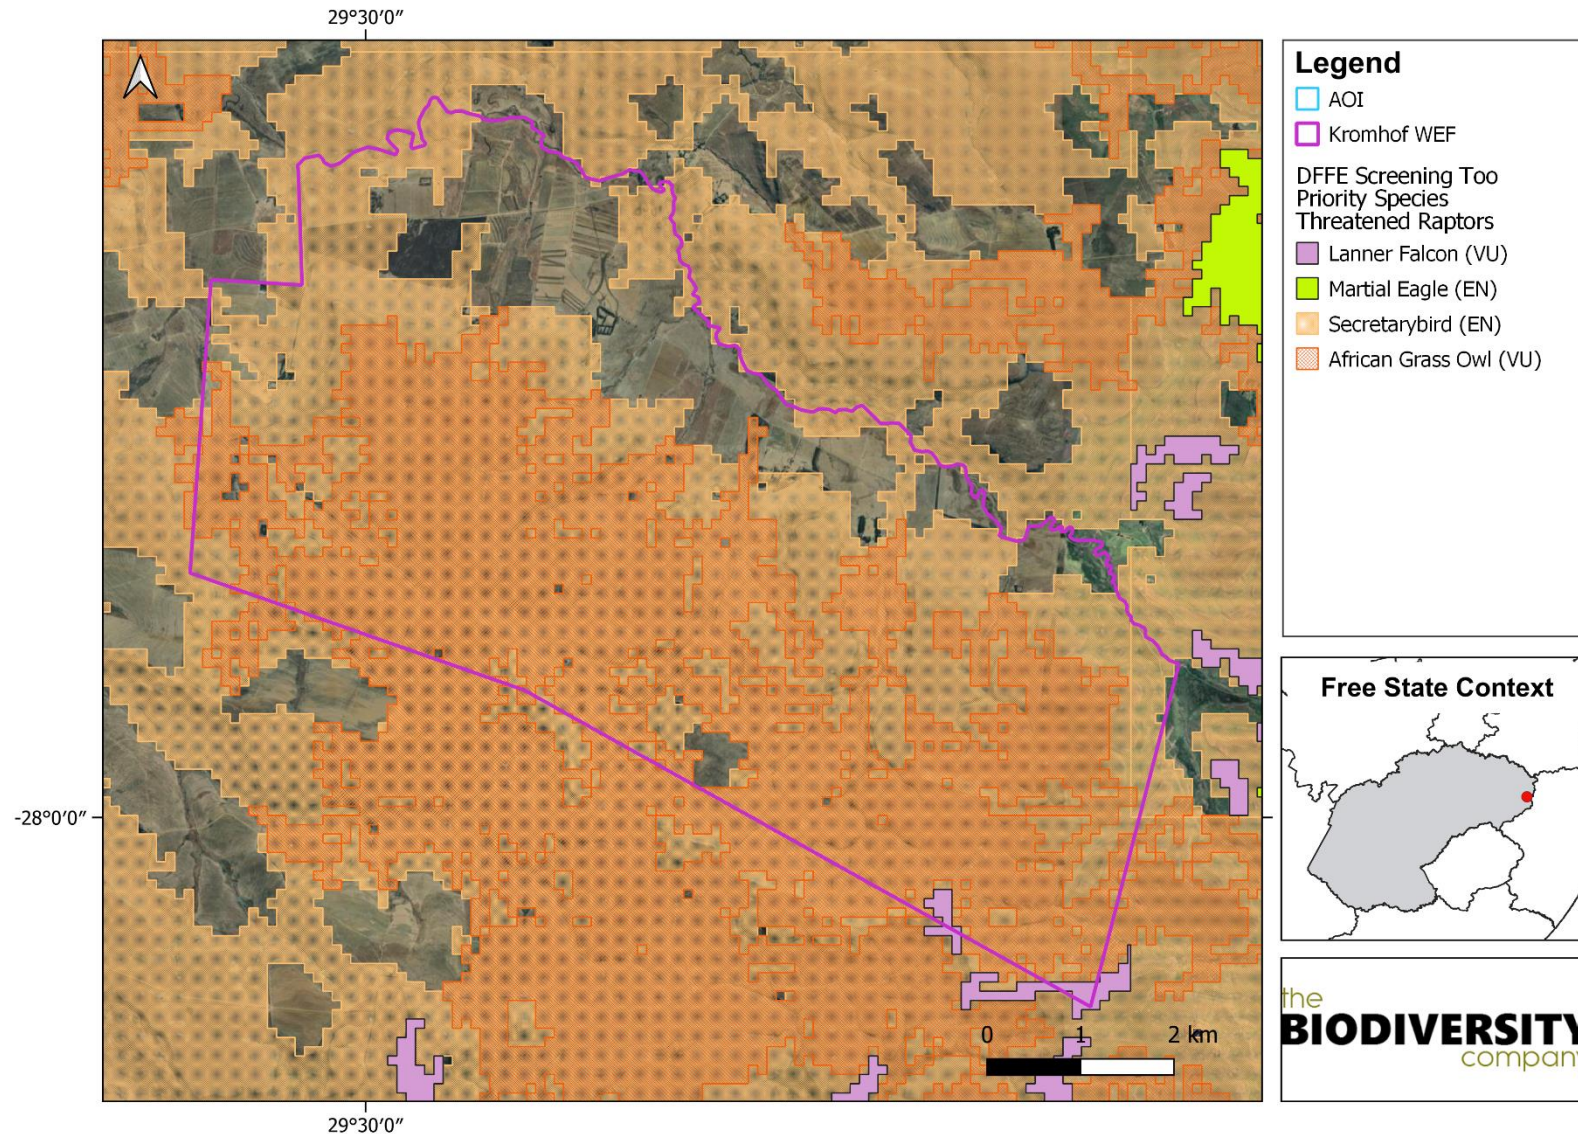 29°30′0″
Legend
AOI
Kromhof WEF
DFFE Screening Too
Priority Species
Threatened Raptors
Lanner Falcon (VU)
Martial Eagle (EN)
Secretarybird (EN)
African Grass Owl (VU)
Free State Context
-28°0′0″
0 1 2 km
the
BIODIVERSITY
company
29°30′0″